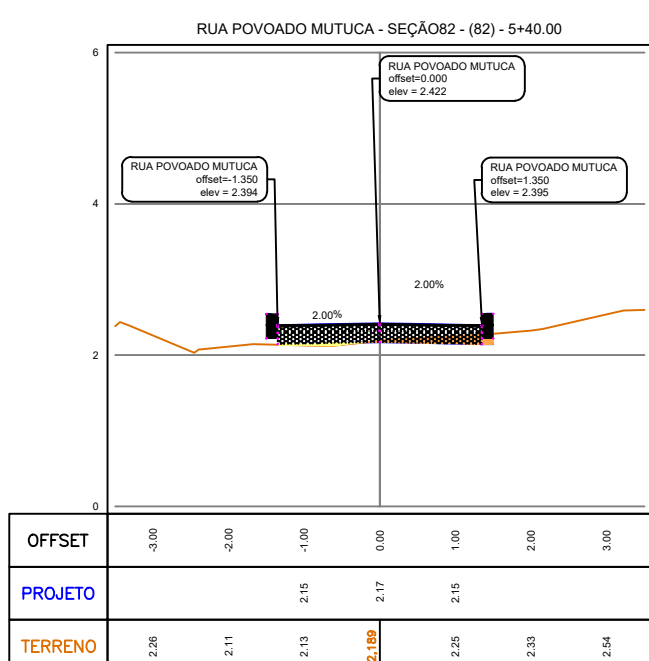 RUA POVOADO MUTUCA - SEÇÃO82 - (82) - 5+40.00
6
RUA POVOADO MUTUCA
offset=0.000
elev = 2.422
RUA POVOADO MUTUCA
offset=-1.350
elev = 2.394
RUA POVOADO MUTUCA
offset=1.350
elev = 2.395
4
2.00%
2.00%
2
0
OFFSET -3.00 -2.00 -1.00 0.00 1.00 2.00 3.00
PROJETO 2.15 2.17 2.15
TERRENO 2.26 2.11 2.13 2,189 2.25 2.33 2.54